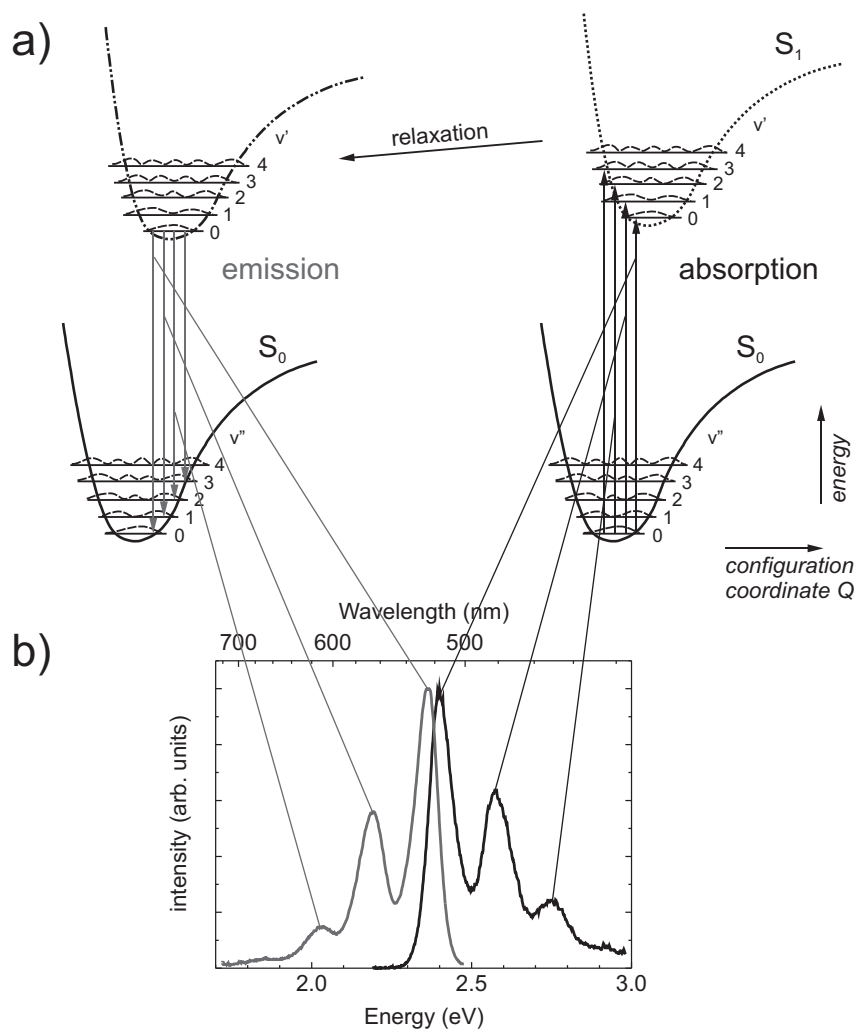 a)
S1
v'
relaxation
4
3
2
1
0
v'
4
3
2
1
0
emission
absorption
S0
S0
v"
v"
4
3
2
1
0
4
3
2
1
0
energy
configuration
coordinate Q
b)
Wavelength (nm)
700 600 500
intensity (arb. units)
2.0 2.5 3.0
Energy (eV)